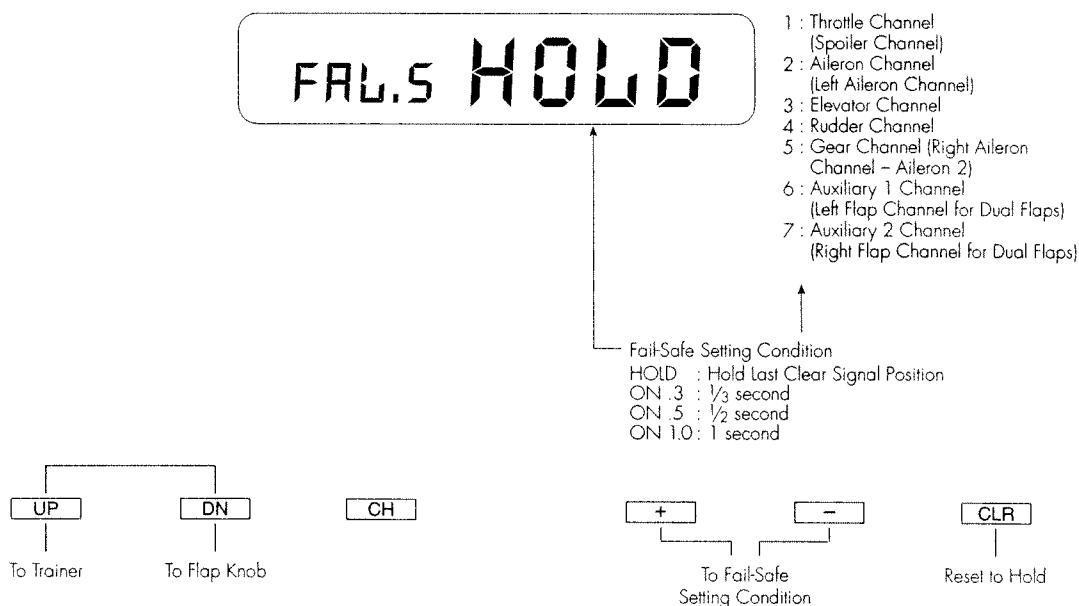 FAL.S HOLD
1 : Throttle Channel
(Spoiler Channel)
2 : Aileron Channel
(Left Aileron Channel)
3 : Elevator Channel
4 : Rudder Channel
5 : Gear Channel (Right Aileron
Channel – Aileron 2)
6 : Auxiliary 1 Channel
(Left Flap Channel for Dual Flaps)
7 : Auxiliary 2 Channel
(Right Flap Channel for Dual Flaps)
Fail-Safe Setting Condition
HOLD : Hold Last Clear Signal Position
ON .3 : 1/3 second
ON .5 : 1/2 second
ON 1.0 : 1 second
UP DN CH + – CLR
To Trainer To Flap Knob To Fail-Safe Reset to Hold
Setting Condition